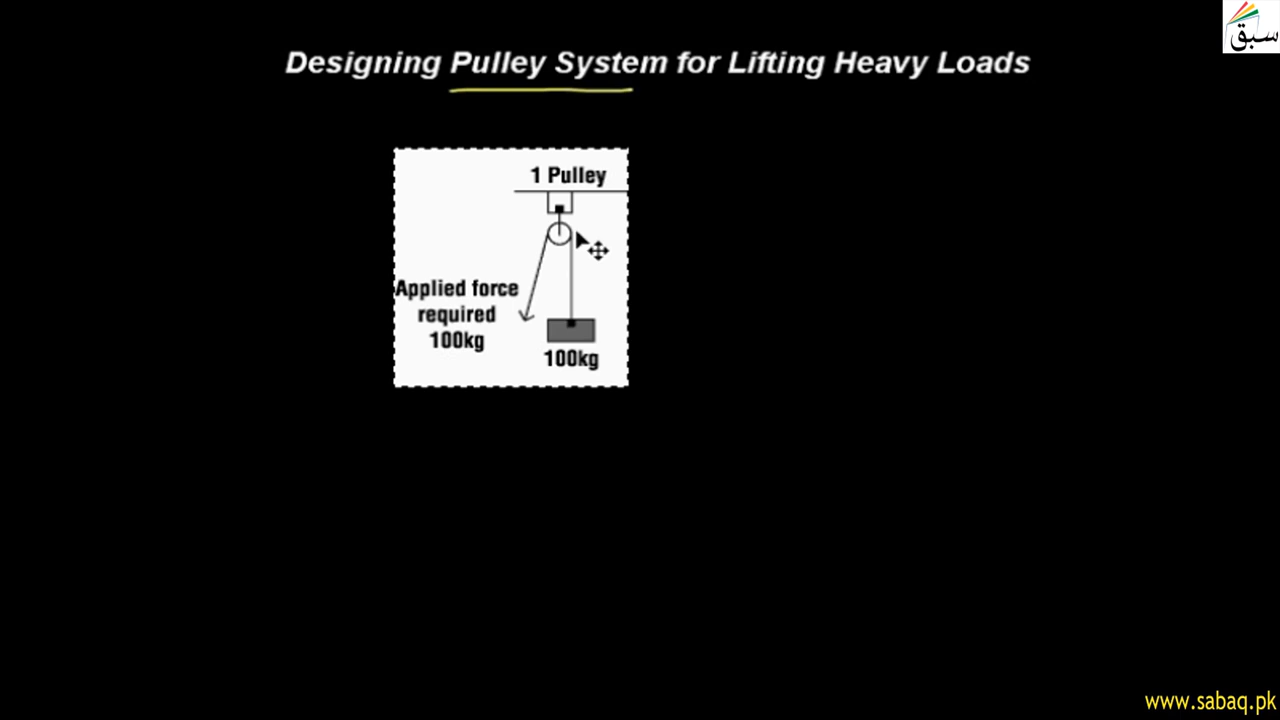 سبق
Designing Pulley System for Lifting Heavy Loads
1 Pulley
Applied force
required
100kg
100kg
www.sabaq.pk